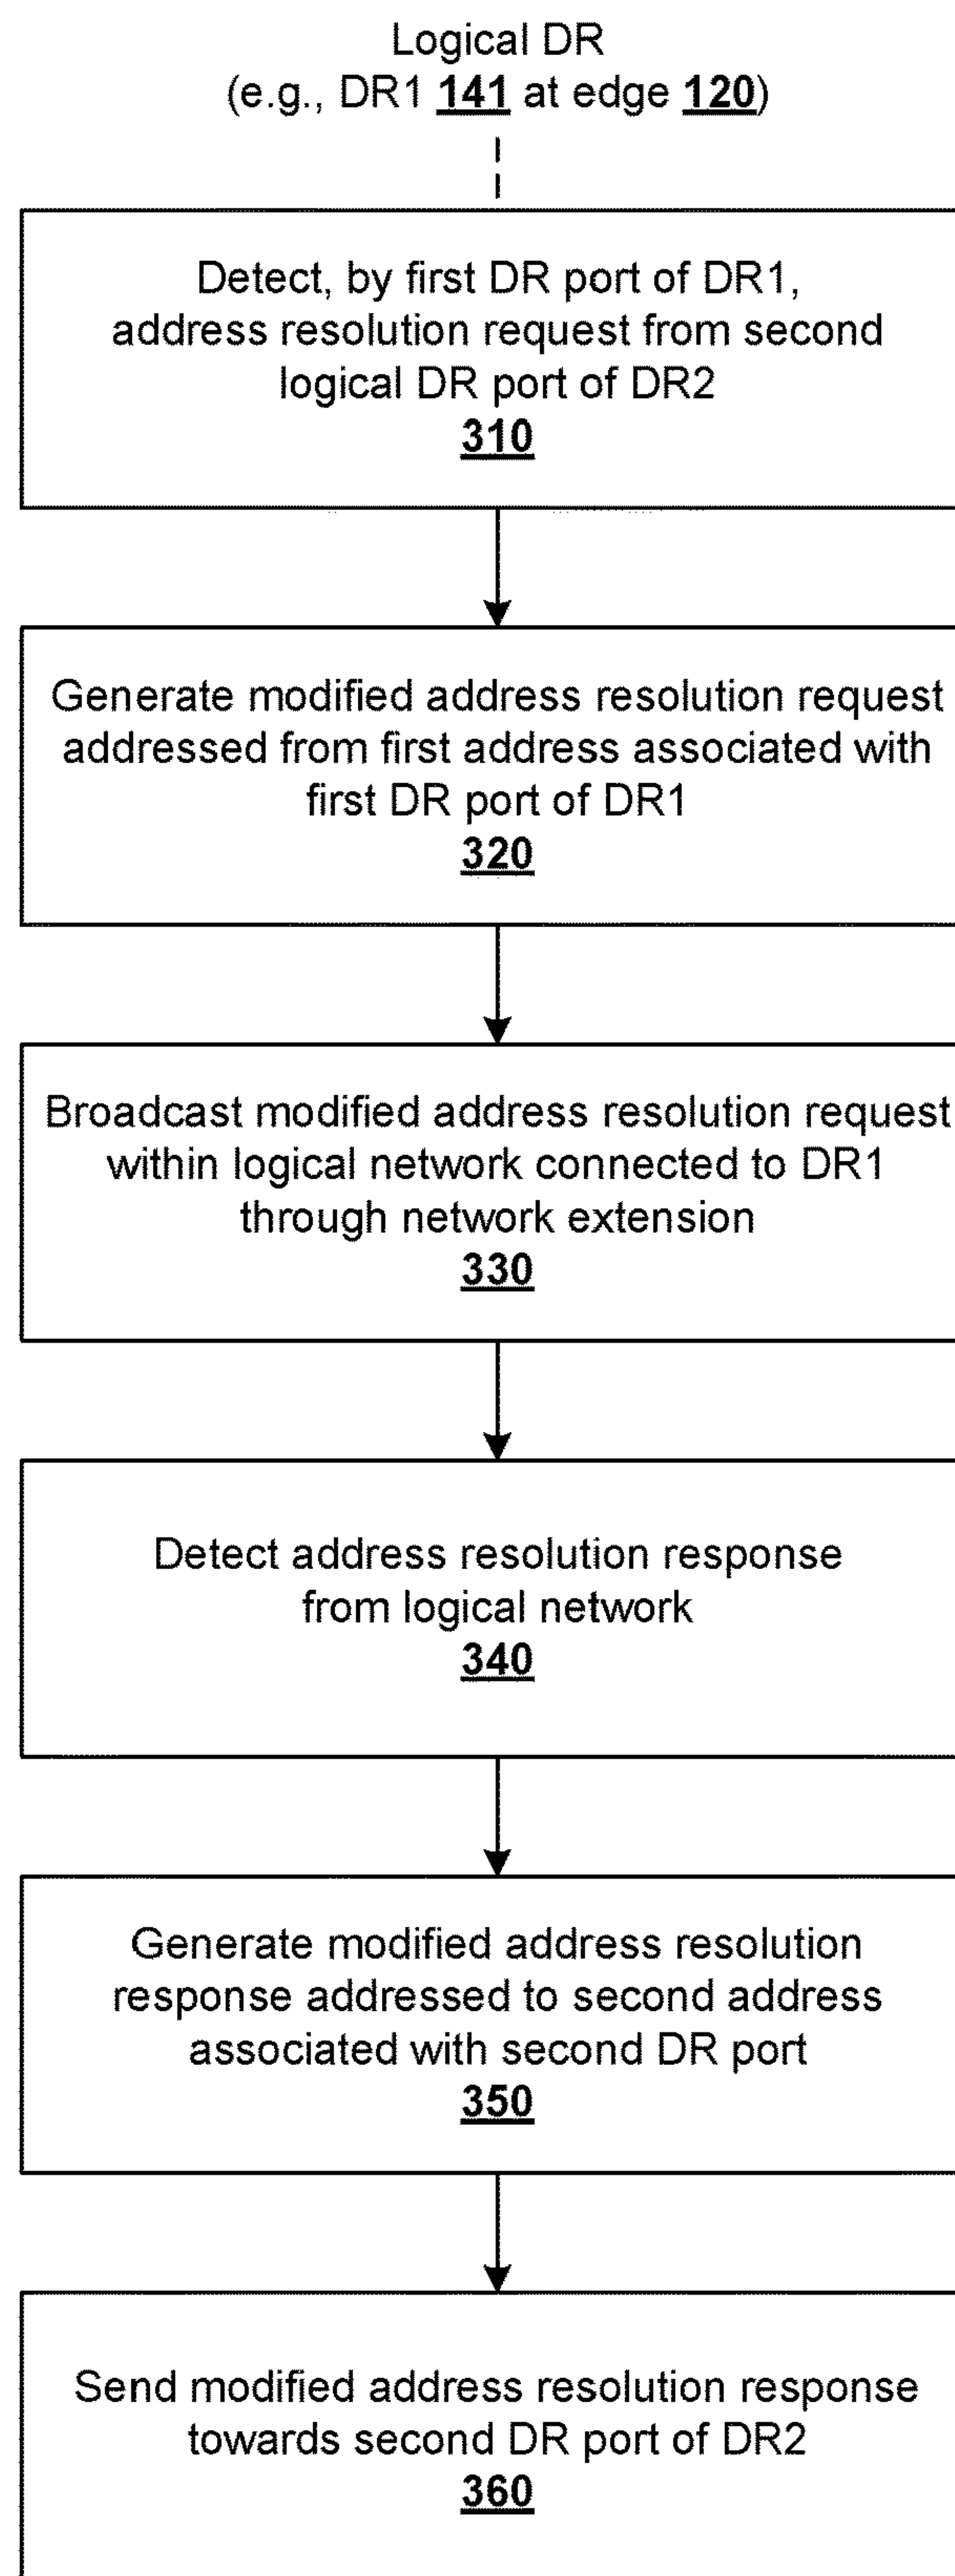 Logical DR
(e.g., DR1 141 at edge 120)
Detect, by first DR port of DR1,
address resolution request from second
logical DR port of DR2
310
Generate modified address resolution request
addressed from first address associated with
first DR port of DR1
320
Broadcast modified address resolution request
within logical network connected to DR1
through network extension
330
Detect address resolution response
from logical network
340
Generate modified address resolution
response addressed to second address
associated with second DR port
350
Send modified address resolution response
towards second DR port of DR2
360